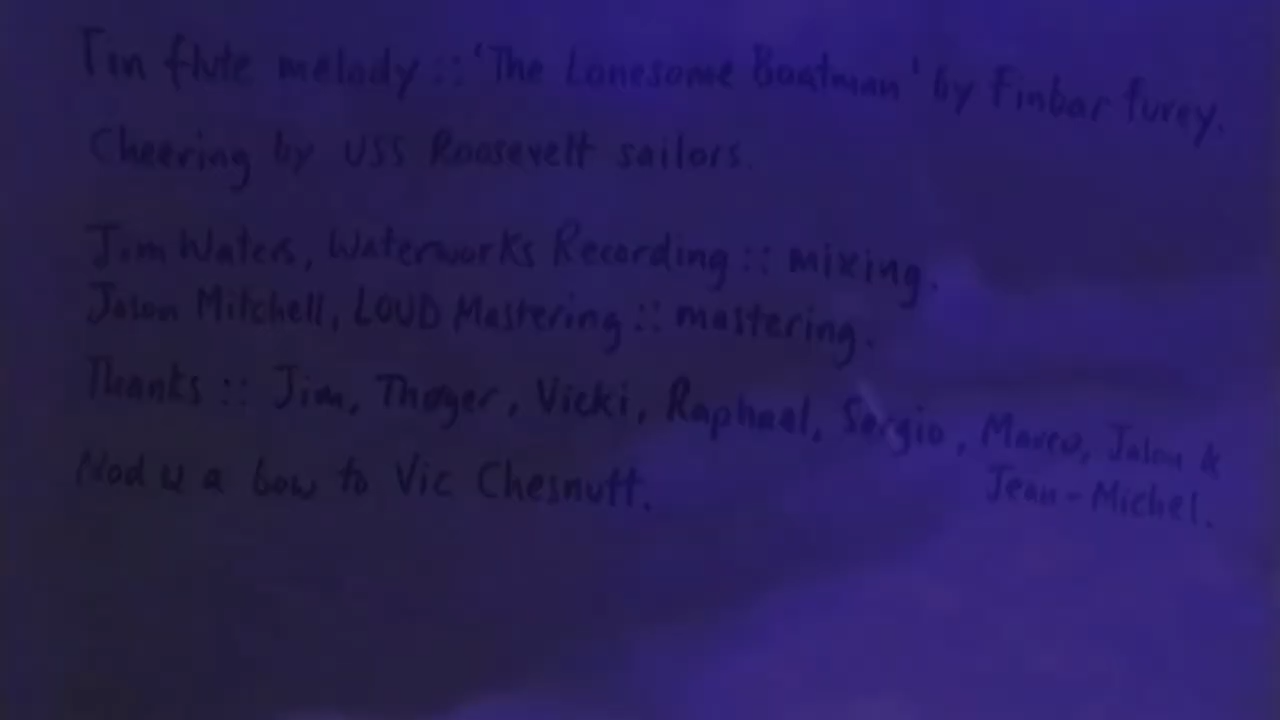 Tin flute melody :: 'The Lonesome Boatman' by Finbar Furey.
Cheering by USS Roosevelt sailors.
Jim Waters, Waterworks Recording :: mixing.
Jason Mitchell, LOUD Mastering :: mastering.
Thanks :: Jim, Thøger, Vicki, Raphael, Sergio, Marco, Jason &
Jean-Michel.
Nod & a bow to Vic Chesnutt.